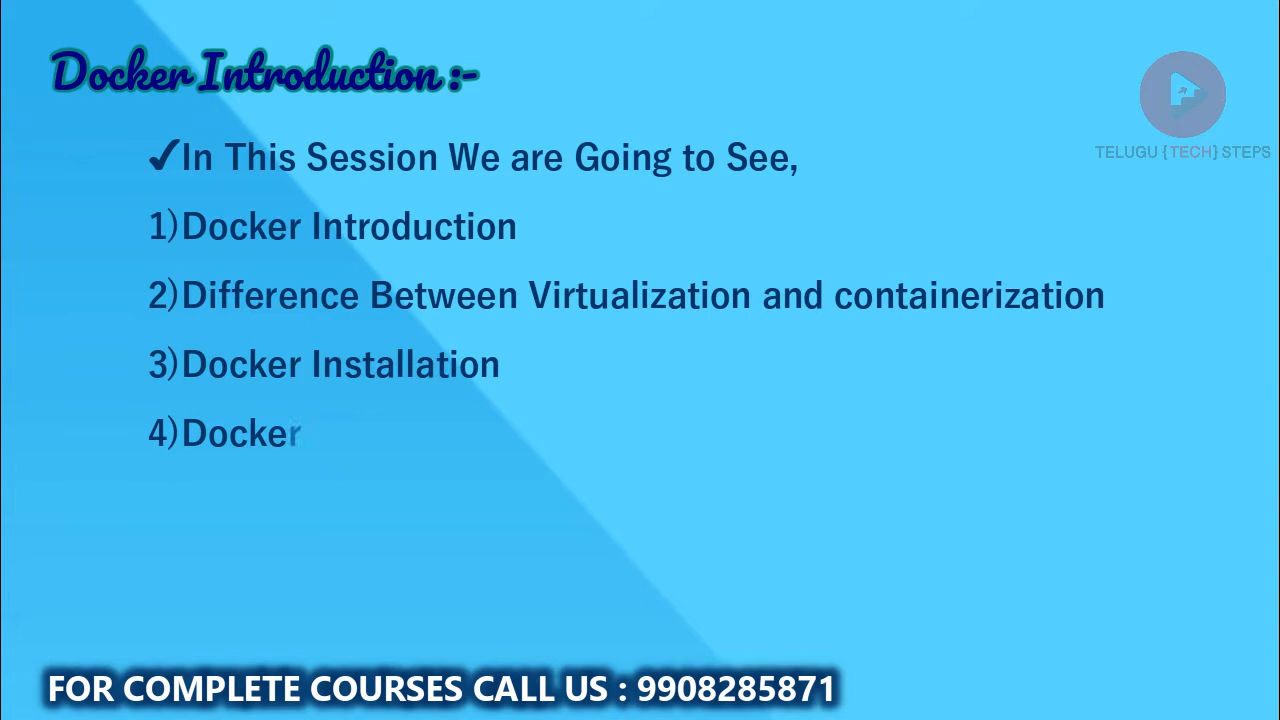 Docker Introduction :-
✓In This Session We are Going to See,
1)Docker Introduction
2)Difference Between Virtualization and containerization
3)Docker Installation
4)Docker
TELUGU {TECH} STEPS
FOR COMPLETE COURSES CALL US : 9908285871